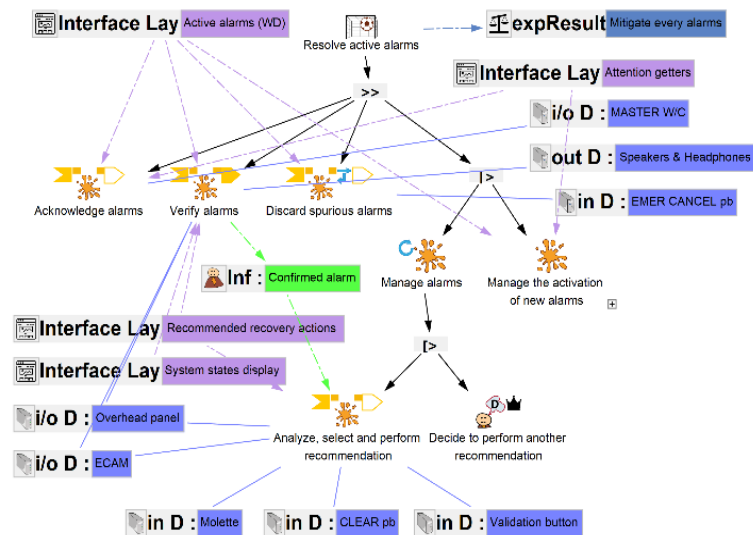 Interface Lay Active alarms (WD)
expResult Mitigate every alarms
Resolve active alarms
Interface Lay Attention getters
>>
i/o D : MASTER W/C
out D : Speakers & Headphones
|>
in D : EMER CANCEL pb
Acknowledge alarms
Verify alarms
Discard spurious alarms
Manage alarms
Manage the activation
of new alarms
Inf : Confirmed alarm
Interface Lay Recommended recovery actions
[>
Interface Lay System states display
D
i/o D : Overhead panel
Analyze, select and perform
recommendation
Decide to perform another
recommendation
i/o D : ECAM
in D : Molette
in D : CLEAR pb
in D : Validation button